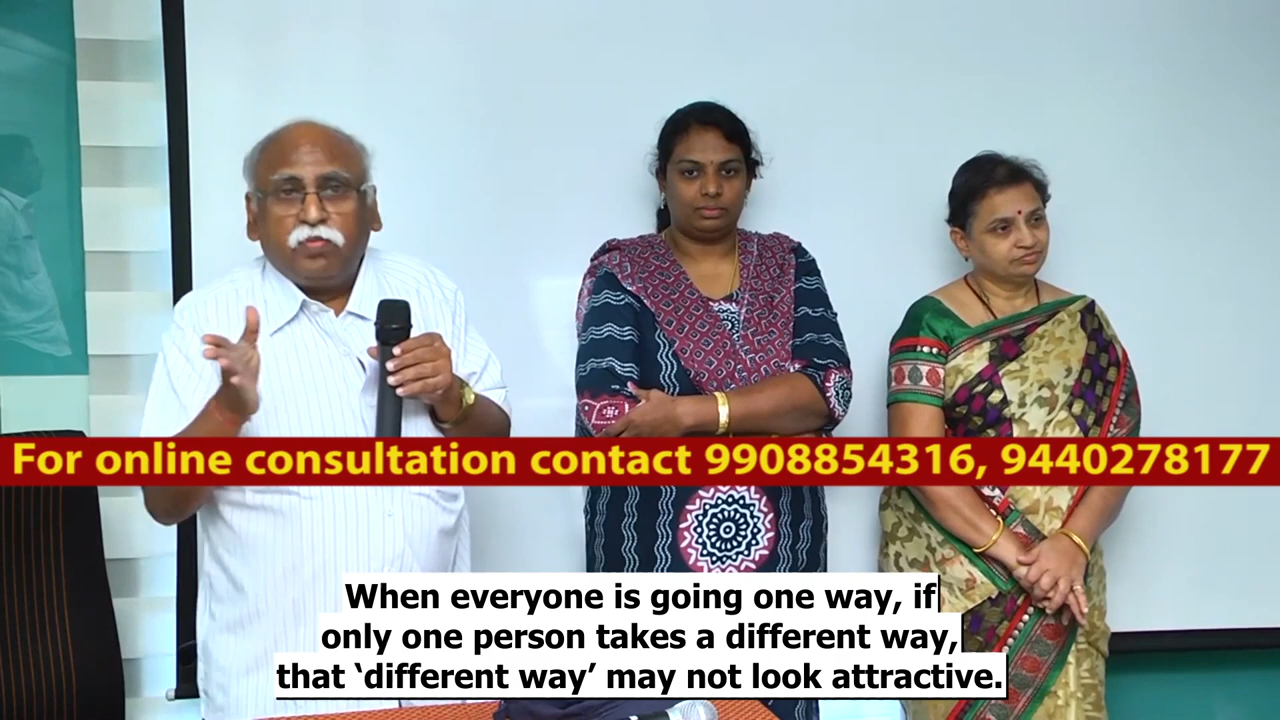 For online consultation contact 9908854316, 9440278177
When everyone is going one way, if
only one person takes a different way,
that ‘different way’ may not look attractive.